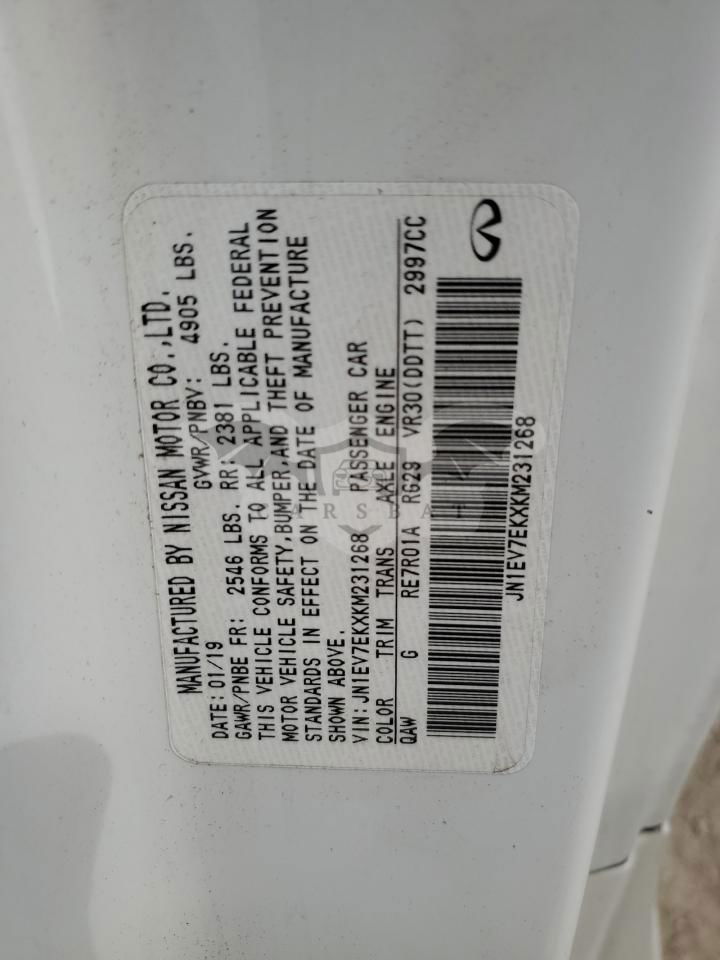 MANUFACTURED BY NISSAN MOTOR CO.,LTD.
DATE: 01/19 GVWR/PNBV: 4905 LBS.
GAWR/PNBE FR: 2546 LBS. RR: 2381 LBS.
THIS VEHICLE CONFORMS TO ALL APPLICABLE FEDERAL
MOTOR VEHICLE SAFETY,BUMPER,AND THEFT PREVENTION
STANDARDS IN EFFECT ON THE DATE OF MANUFACTURE
SHOWN ABOVE.
VIN:JN1EV7EKXKM231268 PASSENGER CAR
COLOR TRIM TRANS AXLE ENGINE
QAW G RE7R01A RG29 VR30(DDTT) 2997CC
JN1EV7EKXKM231268
CARSBAT